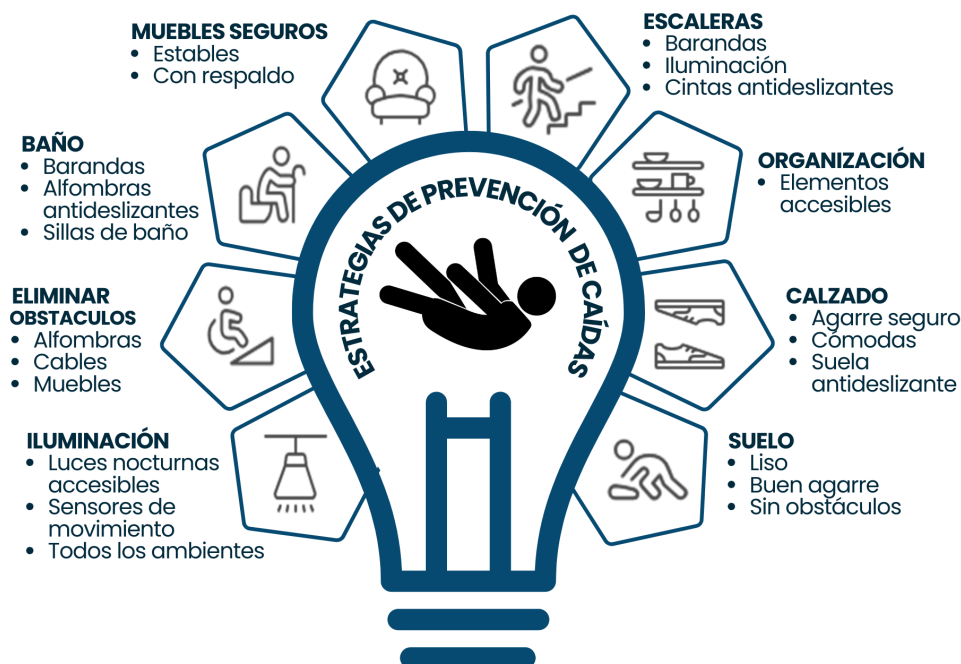 MUEBLES SEGUROS
• Estables
• Con respaldo
ESCALERAS
• Barandas
• Iluminación
• Cintas antideslizantes
BAÑO
• Barandas
• Alfombras
antideslizantes
• Sillas de baño
ORGANIZACIÓN
• Elementos
accesibles
ESTRATEGIAS DE PREVENCIÓN DE CAÍDAS
ELIMINAR
OBSTACULOS
• Alfombras
• Cables
• Muebles
CALZADO
• Agarre seguro
• Cómodas
• Suela
antideslizante
ILUMINACIÓN
• Luces nocturnas
accesibles
• Sensores de
movimiento
• Todos los ambientes
SUELO
• Liso
• Buen agarre
• Sin obstáculos